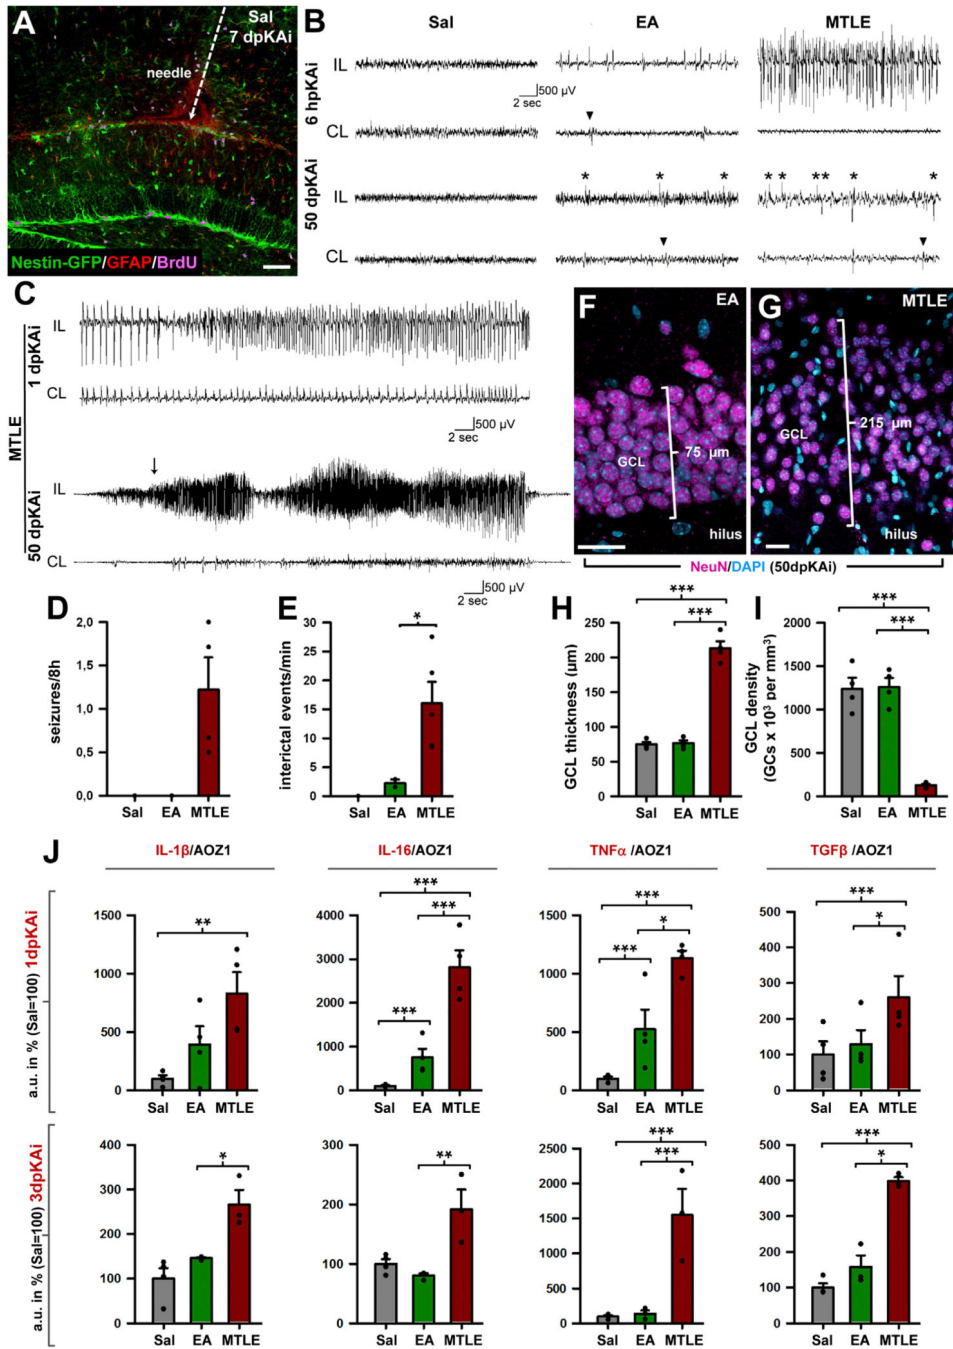 A
Sal
7 dpKAi
needle
Nestin-GFP/GFAP/BrdU
B
Sal
EA
MTLE
6 hpKAi
IL
500 µV
2 sec
500 µV
2 sec
CL
50 dpKAi
IL
* * *
* * ** * *
CL
C
MTLE
1 dpKAi
IL
CL
500 µV
2 sec
50 dpKAi
IL
CL
500 µV
2 sec
F
EA
GCL
75 µm
hilus
G
MTLE
GCL
215 µm
hilus
NeuN/DAPI (50dpKAi)
D
seizures/8h
2,0
1,6
1,2
0,8
0,4
0,0
Sal EA MTLE
E
interictal events/min
30
25
20
15
10
5
0
*
Sal EA MTLE
H
GCL thickness (µm)
250
200
150
100
50
0
***
***
Sal EA MTLE
I
GCL density
(GCs x 10³ per mm³)
2000
1500
1000
500
0
***
***
Sal EA MTLE
J
IL-1β/AOZ1
IL-16/AOZ1
TNFα /AOZ1
TGFβ /AOZ1
a.u. in % (Sal=100) 1dpKAi
1500
1000
500
0
**
Sal EA MTLE
4000
3000
2000
1000
0
***
***
***
Sal EA MTLE
1500
1000
500
0
***
*
***
Sal EA MTLE
500
400
300
200
100
0
***
*
Sal EA MTLE
a.u. in % (Sal=100) 3dpKAi
400
300
200
100
0
*
Sal EA MTLE
300
200
100
0
**
Sal EA MTLE
2500
2000
1500
1000
500
0
***
***
Sal EA MTLE
500
400
300
200
100
0
***
*
Sal EA MTLE